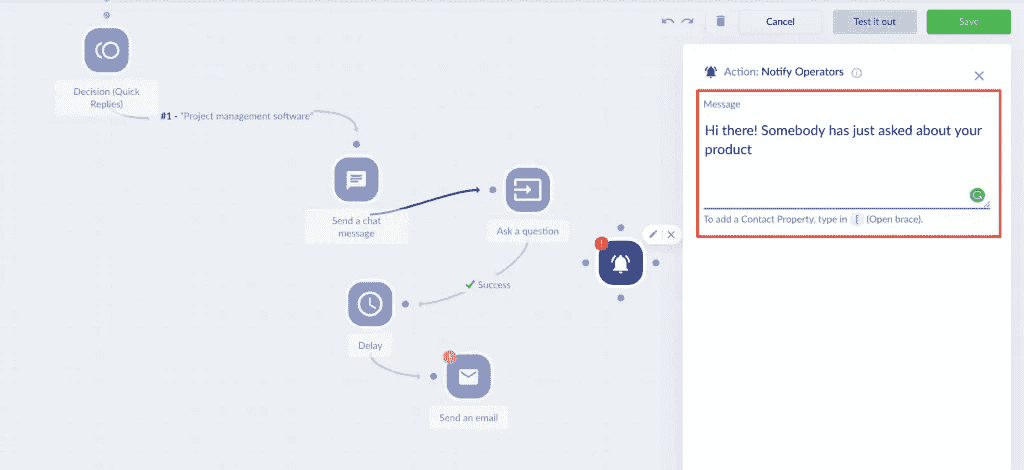 Cancel
Test it out
Save
Decision (Quick
Replies)
#1 - "Project management software"
Send a chat
message
Ask a question
Success
Delay
Send an email
Action: Notify Operators
Message
Hi there! Somebody has just asked about your
product
To add a Contact Property, type in { (Open brace).